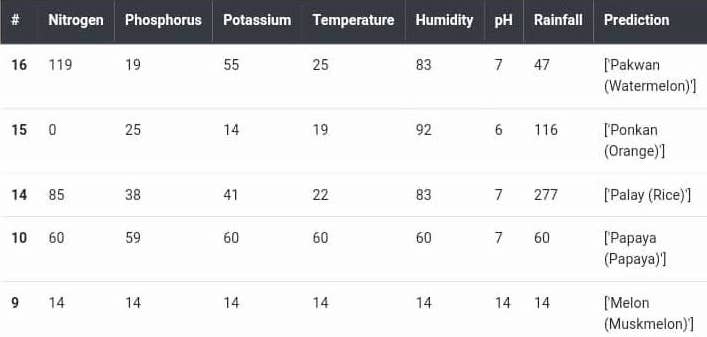 # Nitrogen Phosphorus Potassium Temperature Humidity pH Rainfall Prediction
16 119 19 55 25 83 7 47 ['Pakwan
(Watermelon)']
15 0 25 14 19 92 6 116 ['Ponkan
(Orange)']
14 85 38 41 22 83 7 277 ['Palay (Rice)']
10 60 59 60 60 60 7 60 ['Papaya
(Papaya)']
9 14 14 14 14 14 14 14 ['Melon
(Muskmelon)']